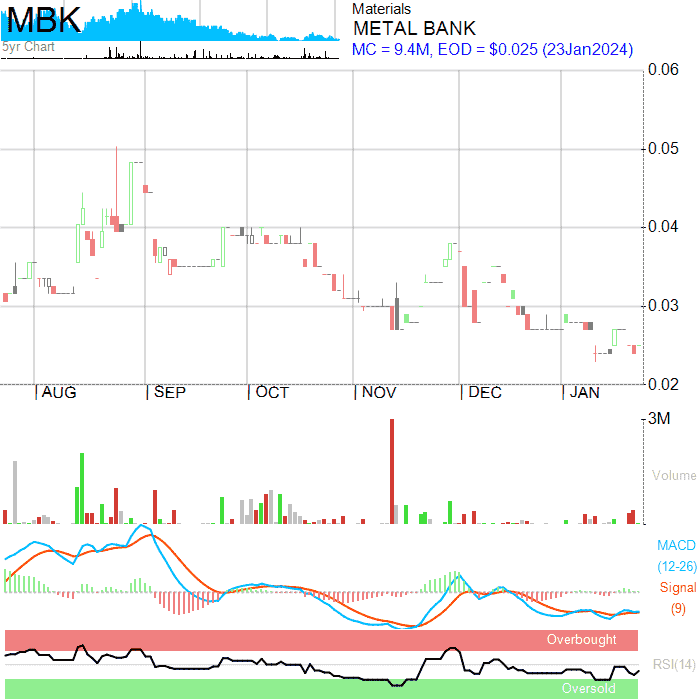 MBK
5yr Chart
Materials
METAL BANK
MC = 9.4M, EOD = $0.025 (23Jan2024)
0.06
0.05
0.04
0.03
0.02
AUG SEP OCT NOV DEC JAN
3M
Volume
MACD
(12-26)
Signal
(9)
Overbought
RSI(14)
Oversold